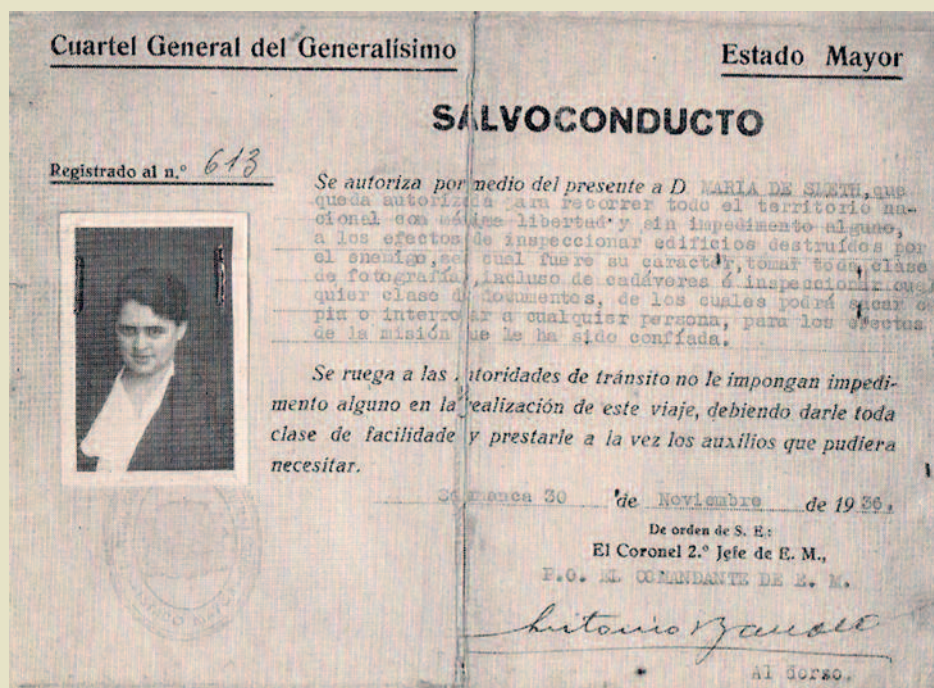 Cuartel General del Generalísimo
Estado Mayor
SALVOCONDUCTO
Registrado al n.º 613
Se autoriza por medio del presente a D MARIA DE SMETH, que
queda autorizada para recorrer todo el territorio na-
cional con máxima libertad y sin impedimento alguno,
a los efectos de inspeccionar edificios destruídos por
el enemigo, sea cual fuere su carácter, tomar toda clase
de fotografía, incluso de cadáveres é inspeccionar cual
quier clase de documentos, de los cuales podrá sacar co
pia o interrogar a cualquier persona, para los efectos
de la misión que le ha sido confíada.
Se ruega a las autoridades de tránsito no le impongan impedi-
mento alguno en la realización de este viaje, debiendo darle toda
clase de facilidades y prestarle a la vez los auxilios que pudiera
necesitar.
Salamanca 30 de Noviembre de 1936.
De orden de S. E.:
El Coronel 2.º Jefe de E. M.,
P.O. EL COMANDANTE DE E. M.
Antonio
Al dorso.